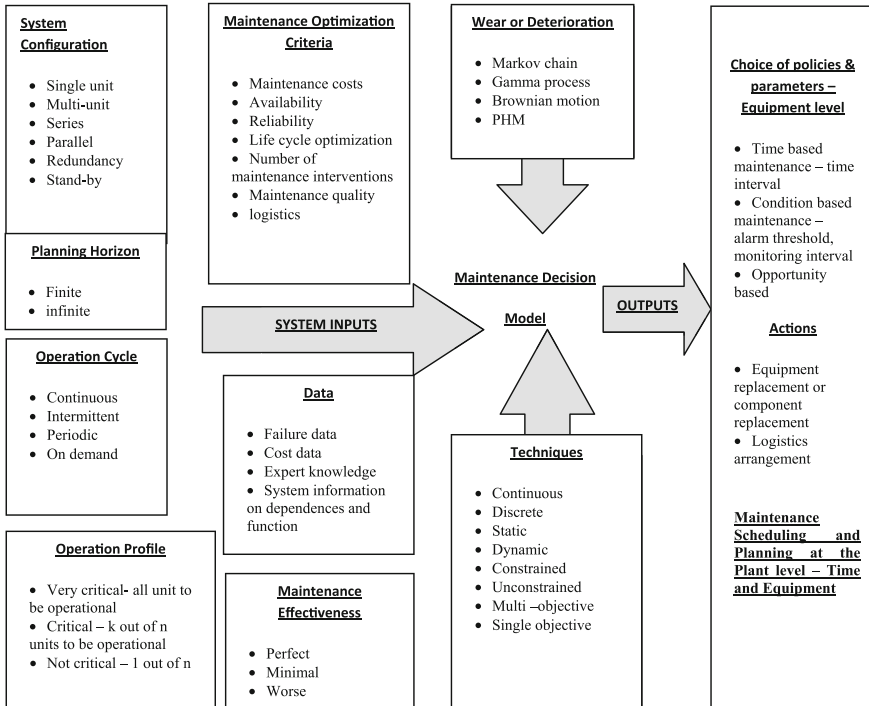 System
Configuration
• Single unit
• Multi-unit
• Series
• Parallel
• Redundancy
• Stand-by
Planning Horizon
• Finite
• infinite
Operation Cycle
• Continuous
• Intermittent
• Periodic
• On demand
Operation Profile
• Very critical- all unit to
be operational
• Critical – k out of n
units to be operational
• Not critical – 1 out of n
Maintenance Optimization
Criteria
• Maintenance costs
• Availability
• Reliability
• Life cycle optimization
• Number of
maintenance interventions
• Maintenance quality
• logistics
SYSTEM INPUTS
Data
• Failure data
• Cost data
• Expert knowledge
• System information
on dependences and
function
Maintenance
Effectiveness
• Perfect
• Minimal
• Worse
Wear or Deterioration
• Markov chain
• Gamma process
• Brownian motion
• PHM
Maintenance Decision
Model
Techniques
• Continuous
• Discrete
• Static
• Dynamic
• Constrained
• Unconstrained
• Multi –objective
• Single objective
OUTPUTS
Choice of policies &
parameters –
Equipment level
• Time based
maintenance – time
interval
• Condition based
maintenance –
alarm threshold,
monitoring interval
• Opportunity
based
Actions
• Equipment
replacement or
component
replacement
• Logistics
arrangement
Maintenance
Scheduling and
Planning at the
Plant level – Time
and Equipment